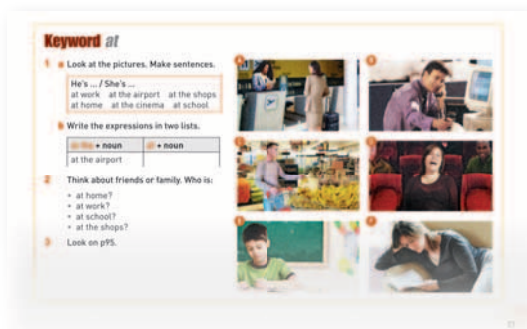 Keyword at
1 a Look at the pictures. Make sentences.
He's ... / She's ...
at work at the airport at the shops
at home at the cinema at school
b Write the expressions in two lists.
at the + noun at + noun
at the airport
2 Think about friends or family. Who is:
• at home?
• at work?
• at school?
• at the shops?
3 Look on p95.